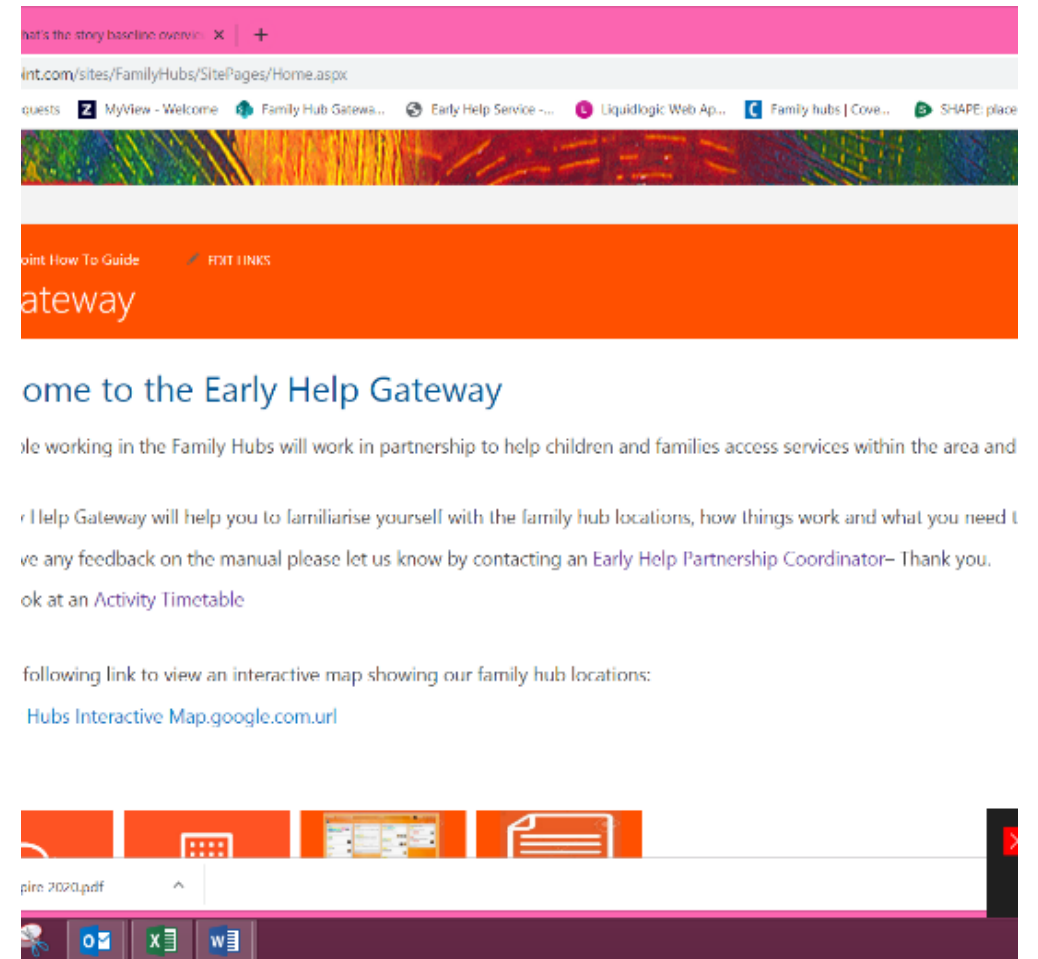 hat's the story baseline overvie
int.com/sites/FamilyHubs/SitePages/Home.aspx
quests MyView - Welcome Family Hub Gatewa... Early Help Service -... Liquidlogic Web Ap... Family hubs | Cove... SHAPE: place
oint How To Guide EDIT LINKS
ateway
ome to the Early Help Gateway
ple working in the Family Hubs will work in partnership to help children and families access services within the area and
y Help Gateway will help you to familiarise yourself with the family hub locations, how things work and what you need t
ve any feedback on the manual please let us know by contacting an Early Help Partnership Coordinator– Thank you.
ok at an Activity Timetable
following link to view an interactive map showing our family hub locations:
Hubs Interactive Map.google.com.url
pire 2020.pdf